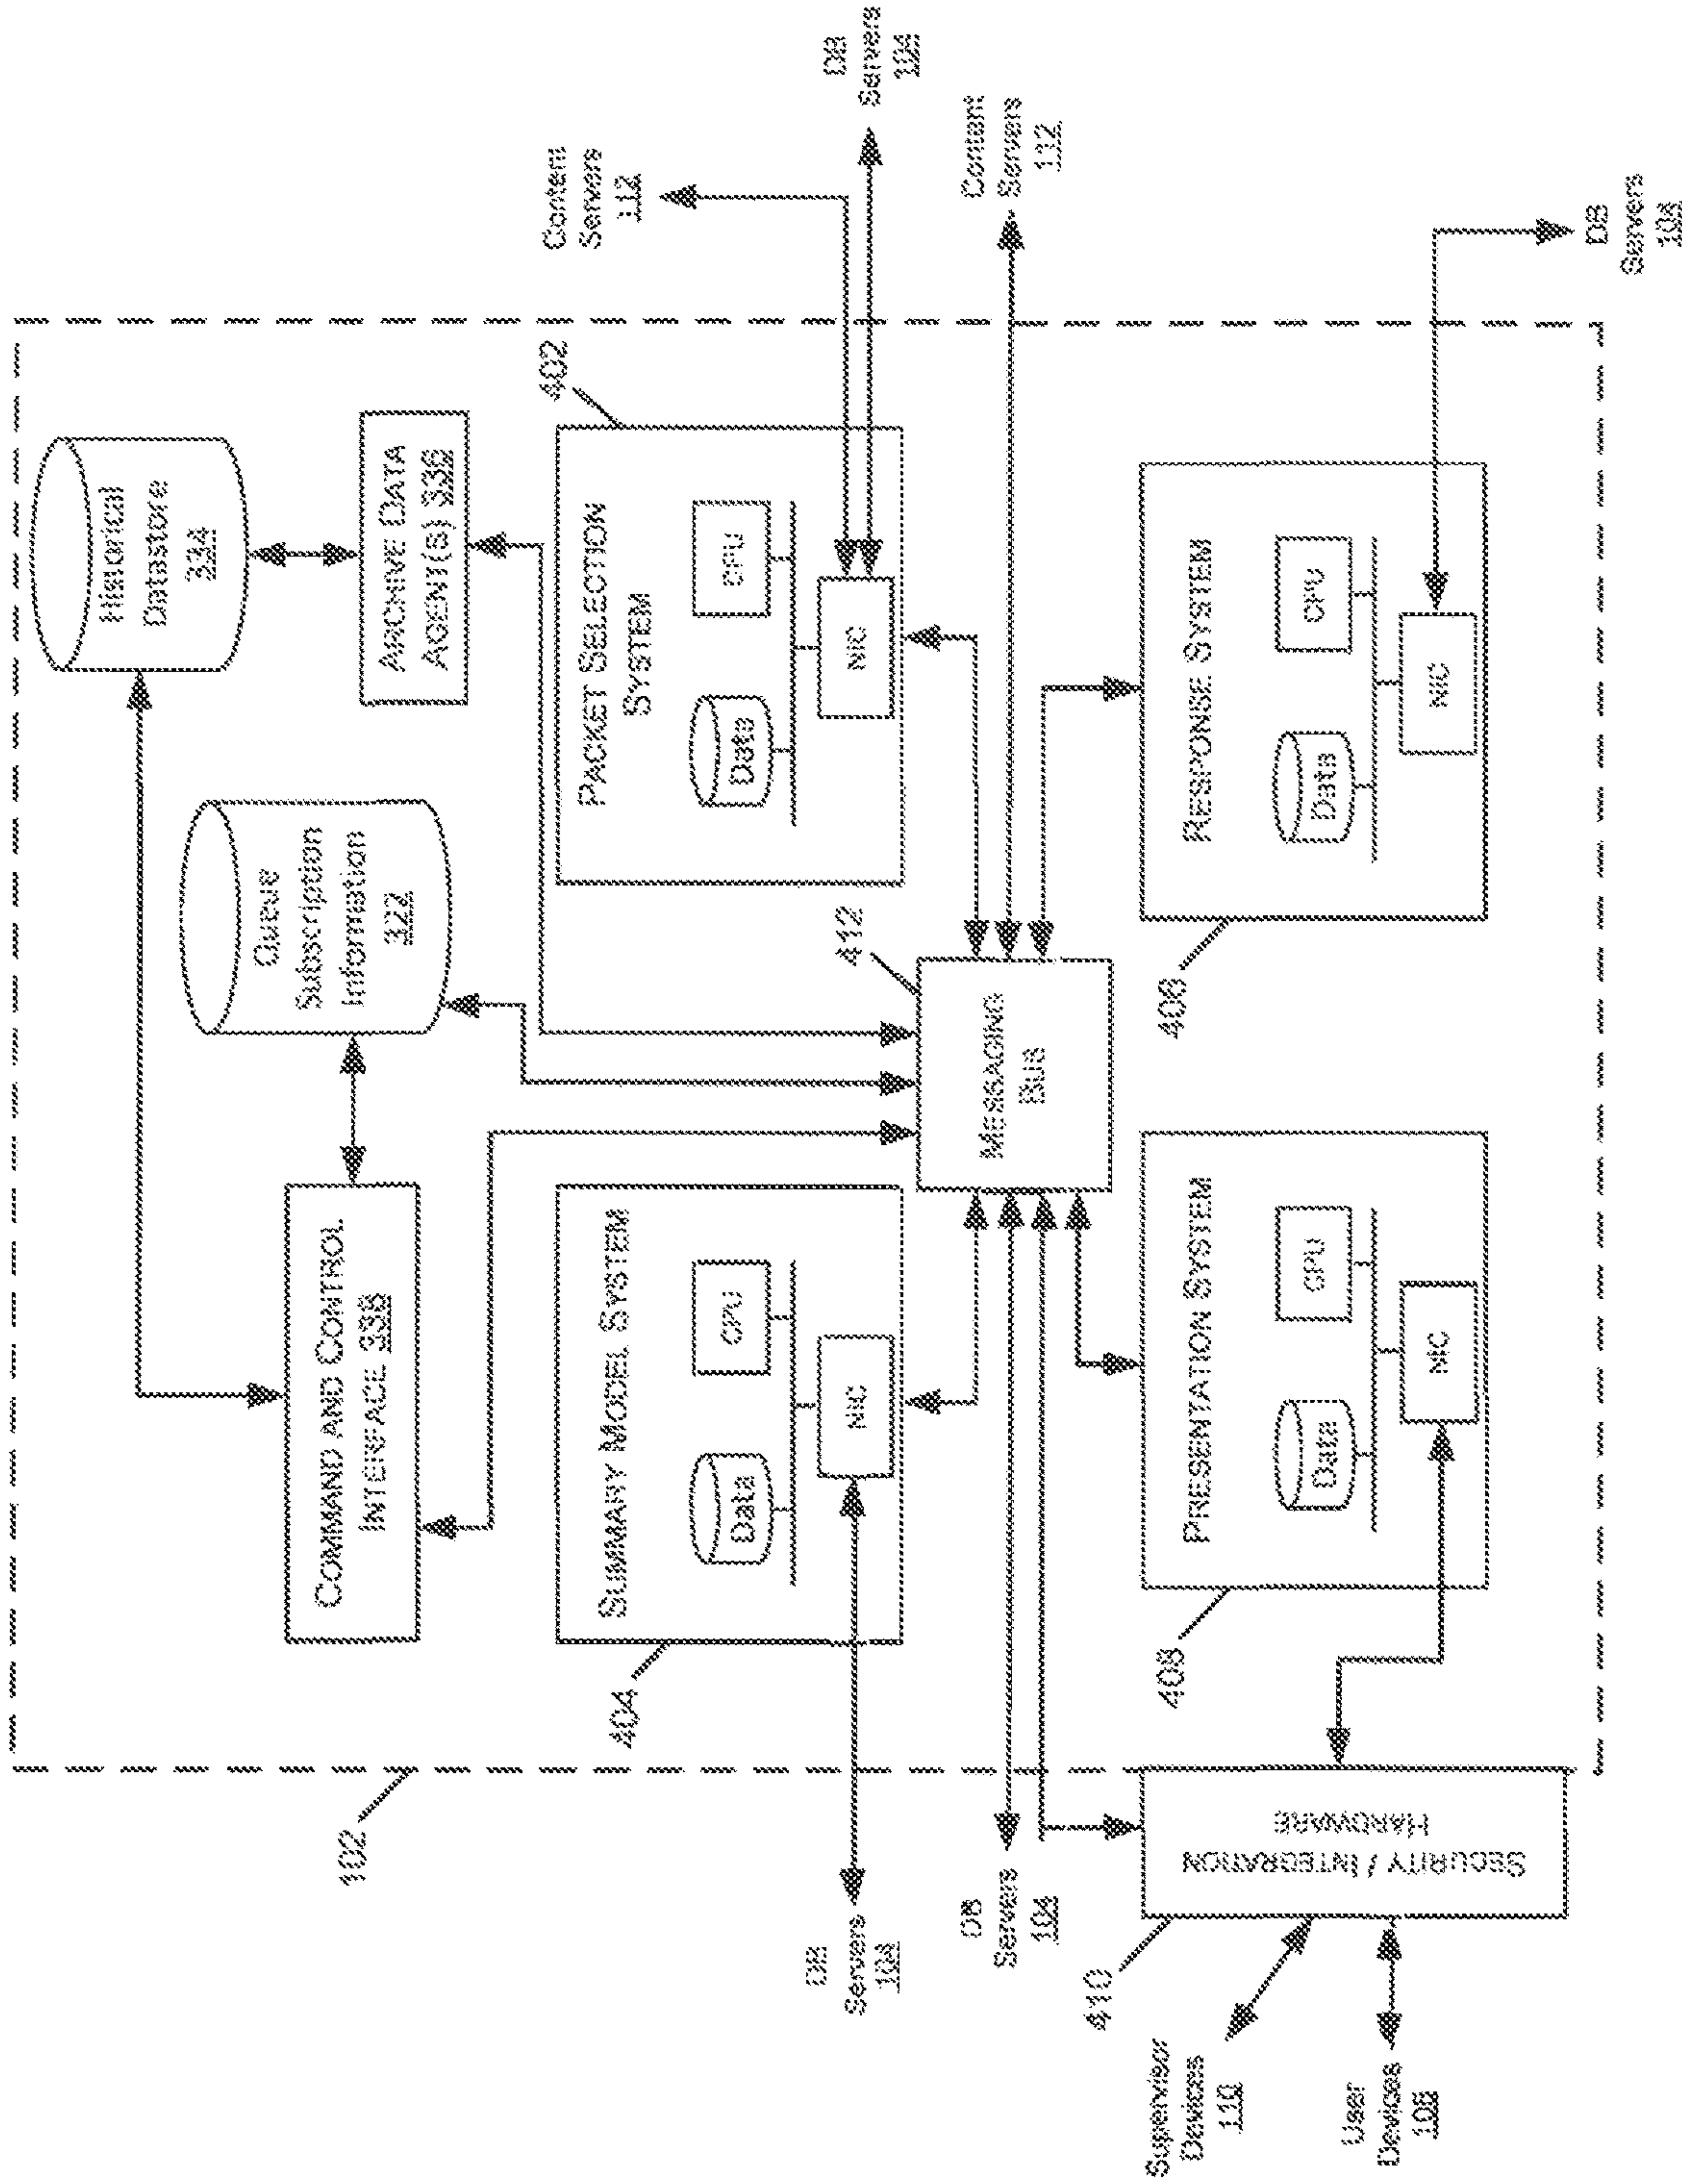 Historical
Datastore
334
Queue
Subscription
Information
322
COMMAND AND CONTROL
INTERFACE 338
ARCHIVE DATA
AGENT(S) 336
402
PACKET SELECTION
SYSTEM
Data
CPU
NIC
Content
Servers
112
DB
Servers
104
404
SUMMARY MODEL SYSTEM
Data
CPU
NIC
102
DB
Servers
104
412
MESSAGING
BUS
Content
Servers
112
DB
Servers
104
408
PRESENTATION SYSTEM
Data
CPU
NIC
406
RESPONSE SYSTEM
Data
CPU
NIC
DB
Servers
104
410
SECURITY / INTEGRATION
HARDWARE
Supervisor
Devices
110
User
Devices